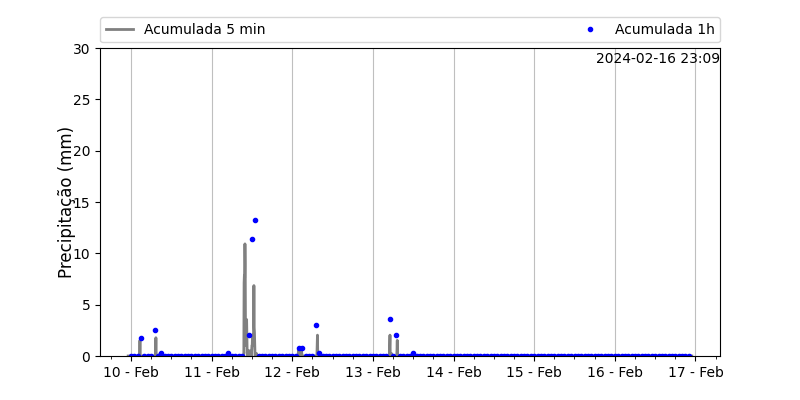 Acumulada 5 min
Acumulada 1h
2024-02-16 23:09
Precipitação (mm)
30
25
20
15
10
5
0
10 - Feb
11 - Feb
12 - Feb
13 - Feb
14 - Feb
15 - Feb
16 - Feb
17 - Feb